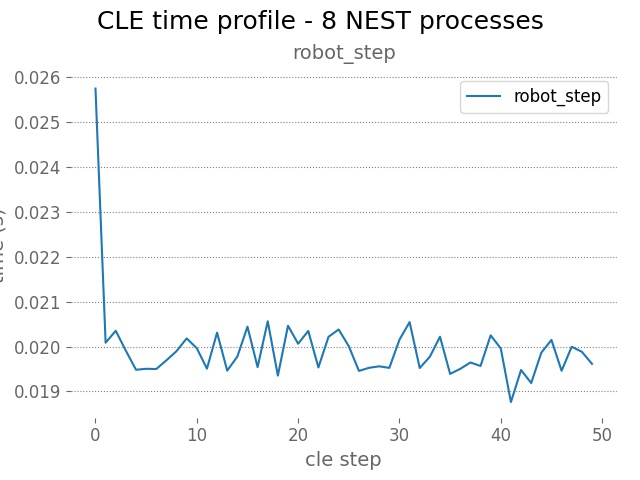 CLE time profile - 8 NEST processes
robot_step
0.026
robot_step
0.025
0.024
0.023
0.022
0.021
0.020
0.019
time (s)
0 10 20 30 40 50
cle step